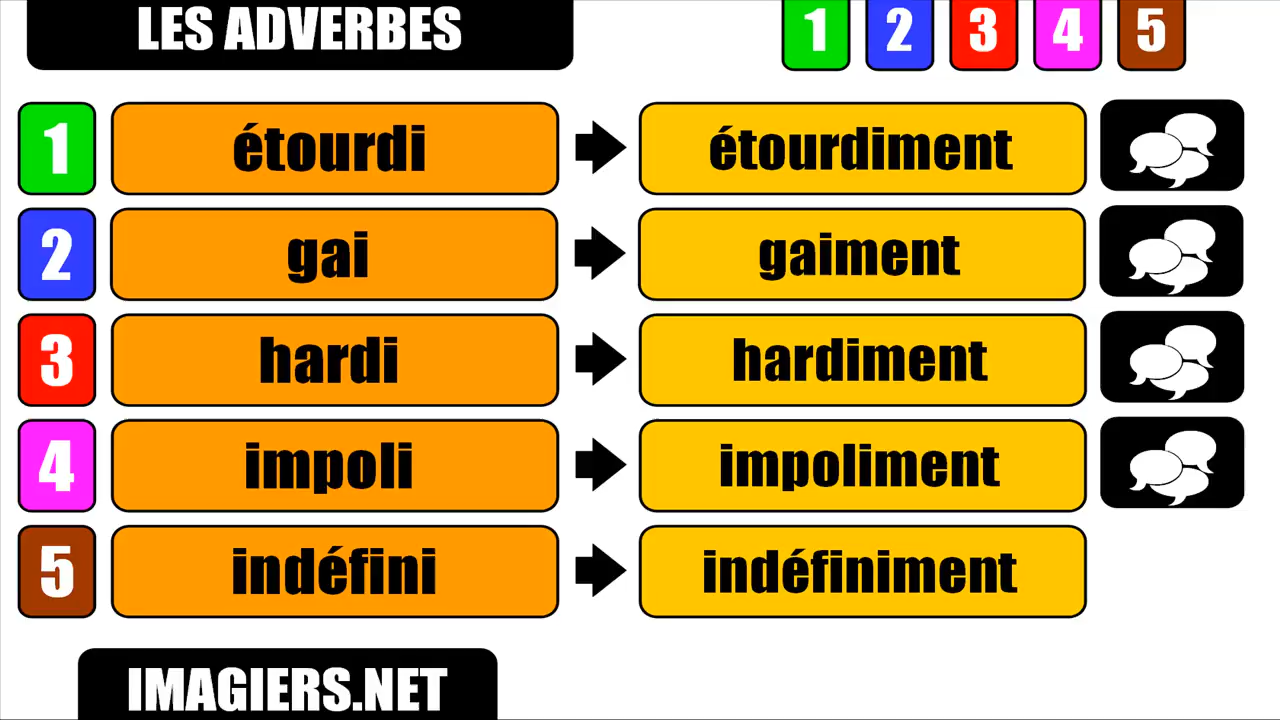 LES ADVERBES
1 2 3 4 5
1 étourdi étourdiment
2 gai gaiment
3 hardi hardiment
4 impoli impoliment
5 indéfini indéfiniment
IMAGIERS.NET